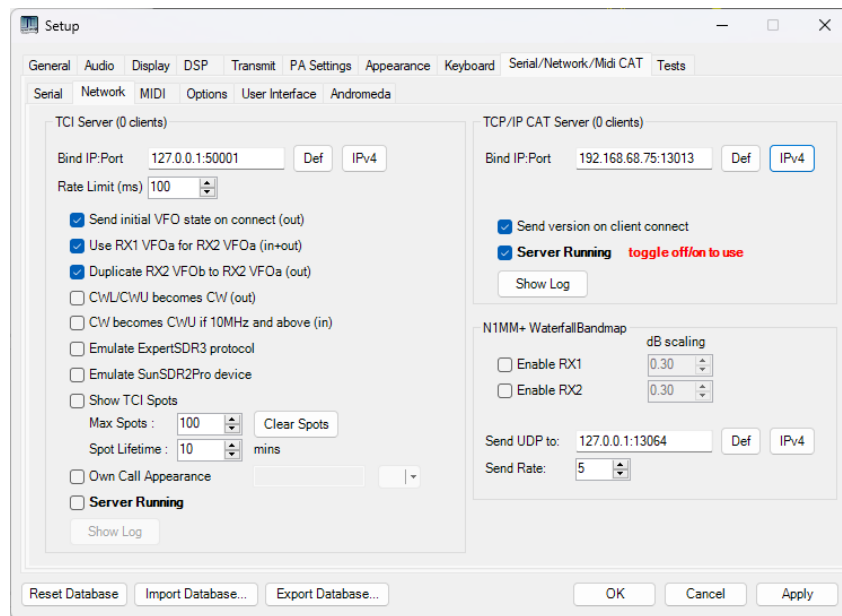 Setup
General Audio Display DSP Transmit PA Settings Appearance Keyboard Serial/Network/Midi CAT Tests
Serial Network MIDI Options User Interface Andromeda
TCI Server (0 clients)
Bind IP:Port 127.0.0.1:50001 Def IPv4
Rate Limit (ms) 100
Send initial VFO state on connect (out)
Use RX1 VFOa for RX2 VFOa (in+out)
Duplicate RX2 VFOb to RX2 VFOa (out)
CWL/CWU becomes CW (out)
CW becomes CWU if 10MHz and above (in)
Emulate ExpertSDR3 protocol
Emulate SunSDR2Pro device
Show TCI Spots
Max Spots : 100 Clear Spots
Spot Lifetime : 10 mins
Own Call Appearance
Server Running
Show Log
TCP/IP CAT Server (0 clients)
Bind IP:Port 192.168.68.75:13013 Def IPv4
Send version on client connect
Server Running toggle off/on to use
Show Log
N1MM+ WaterfallBandmap
dB scaling
Enable RX1 0.30
Enable RX2 0.30
Send UDP to: 127.0.0.1:13064 Def IPv4
Send Rate: 5
Reset Database Import Database... Export Database... OK Cancel Apply